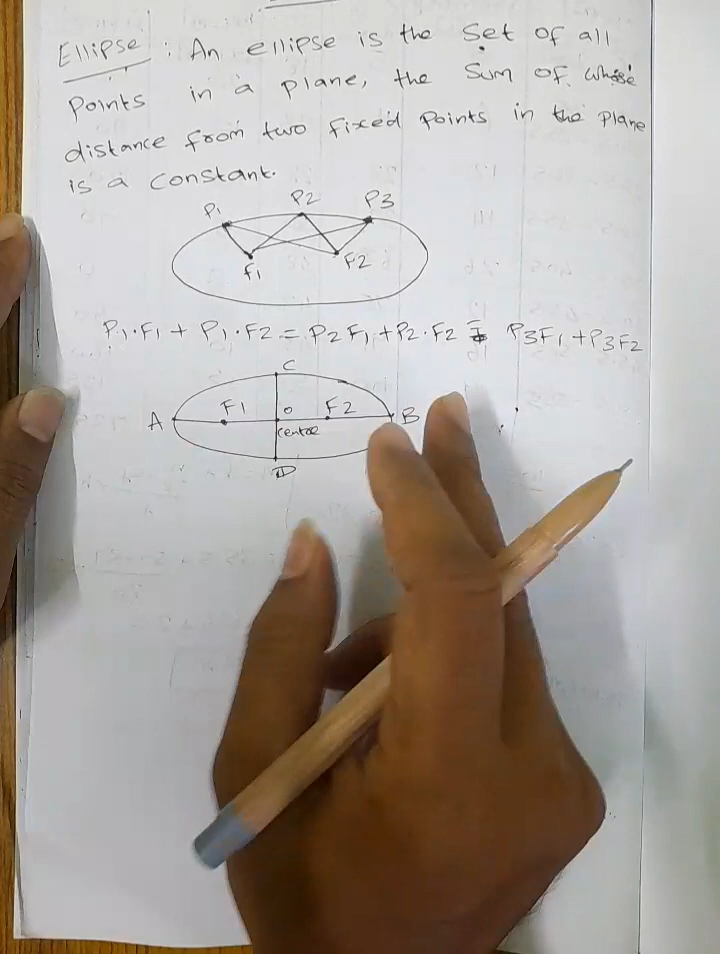 Ellipse : An ellipse is the set of all
Points in a plane, the sum of whose
distance from two fixed points in the plane
is a constant.
P1 P2 P3
F1 F2
P1·F1 + P1·F2 = P2F1 + P2·F2 = P3F1 + P3F2
C
A F1 O F2 B
centre
D